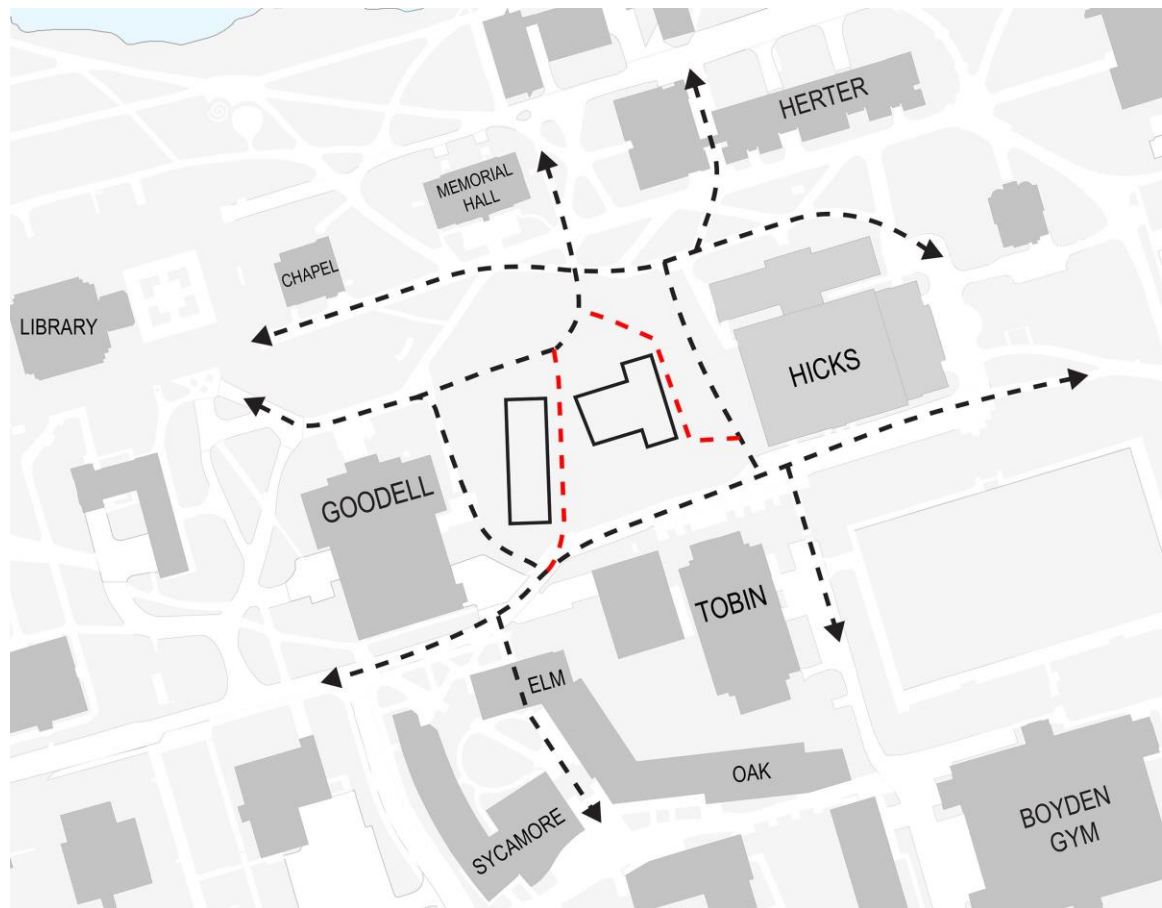 HERTER
MEMORIAL
HALL
CHAPEL
LIBRARY
HICKS
GOODELL
TOBIN
ELM
OAK
SYCAMORE
BOYDEN
GYM